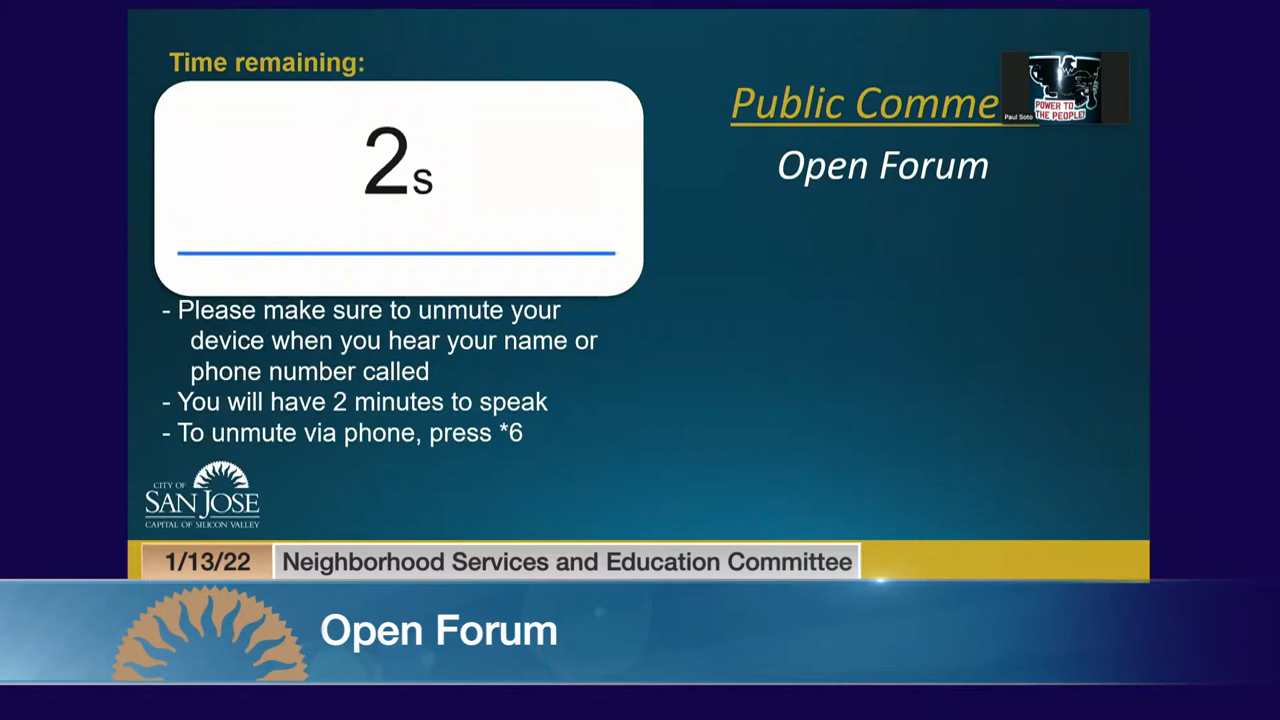 Time remaining:
2s
Public Comme
Open Forum
POWER TO
THE PEOPLE!
Paul Soto
- Please make sure to unmute your
device when you hear your name or
phone number called
- You will have 2 minutes to speak
- To unmute via phone, press *6
CITY OF
SAN JOSE
CAPITAL OF SILICON VALLEY
1/13/22
Neighborhood Services and Education Committee
Open Forum